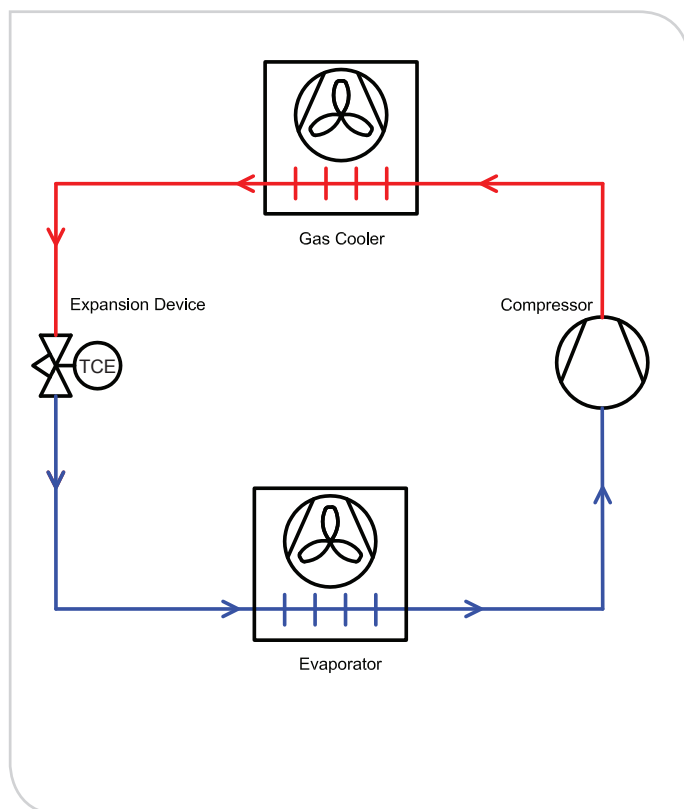 Gas Cooler
Expansion Device
Compressor
TCE
Evaporator